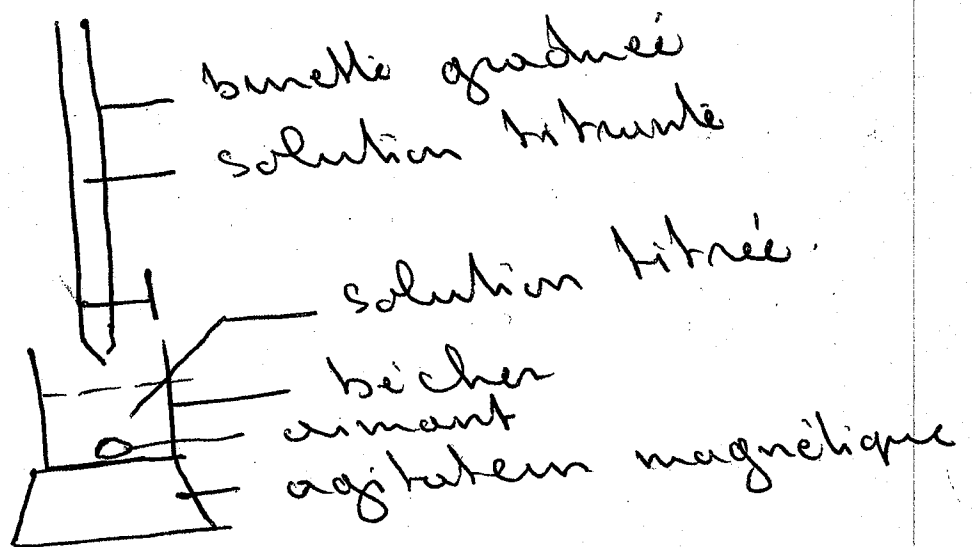 burette graduée
solution titrante
solution titrée.
bécher
aimant
agitateur magnétique